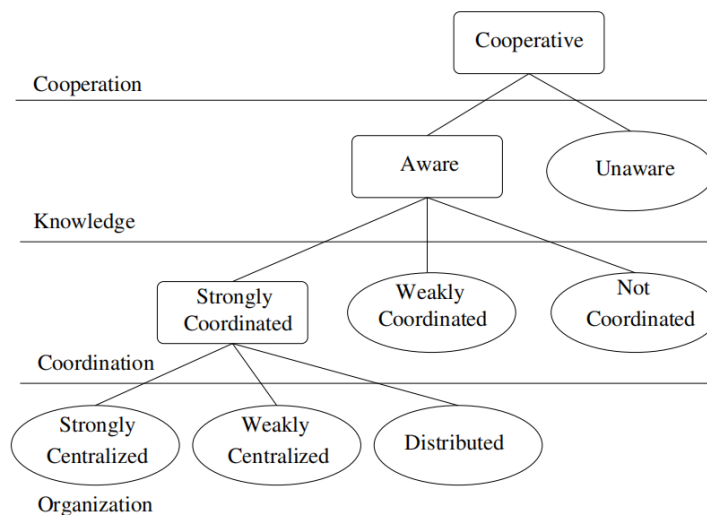 Cooperative
Cooperation
Aware
Unaware
Knowledge
Strongly
Coordinated
Weakly
Coordinated
Not
Coordinated
Coordination
Strongly
Centralized
Weakly
Centralized
Distributed
Organization